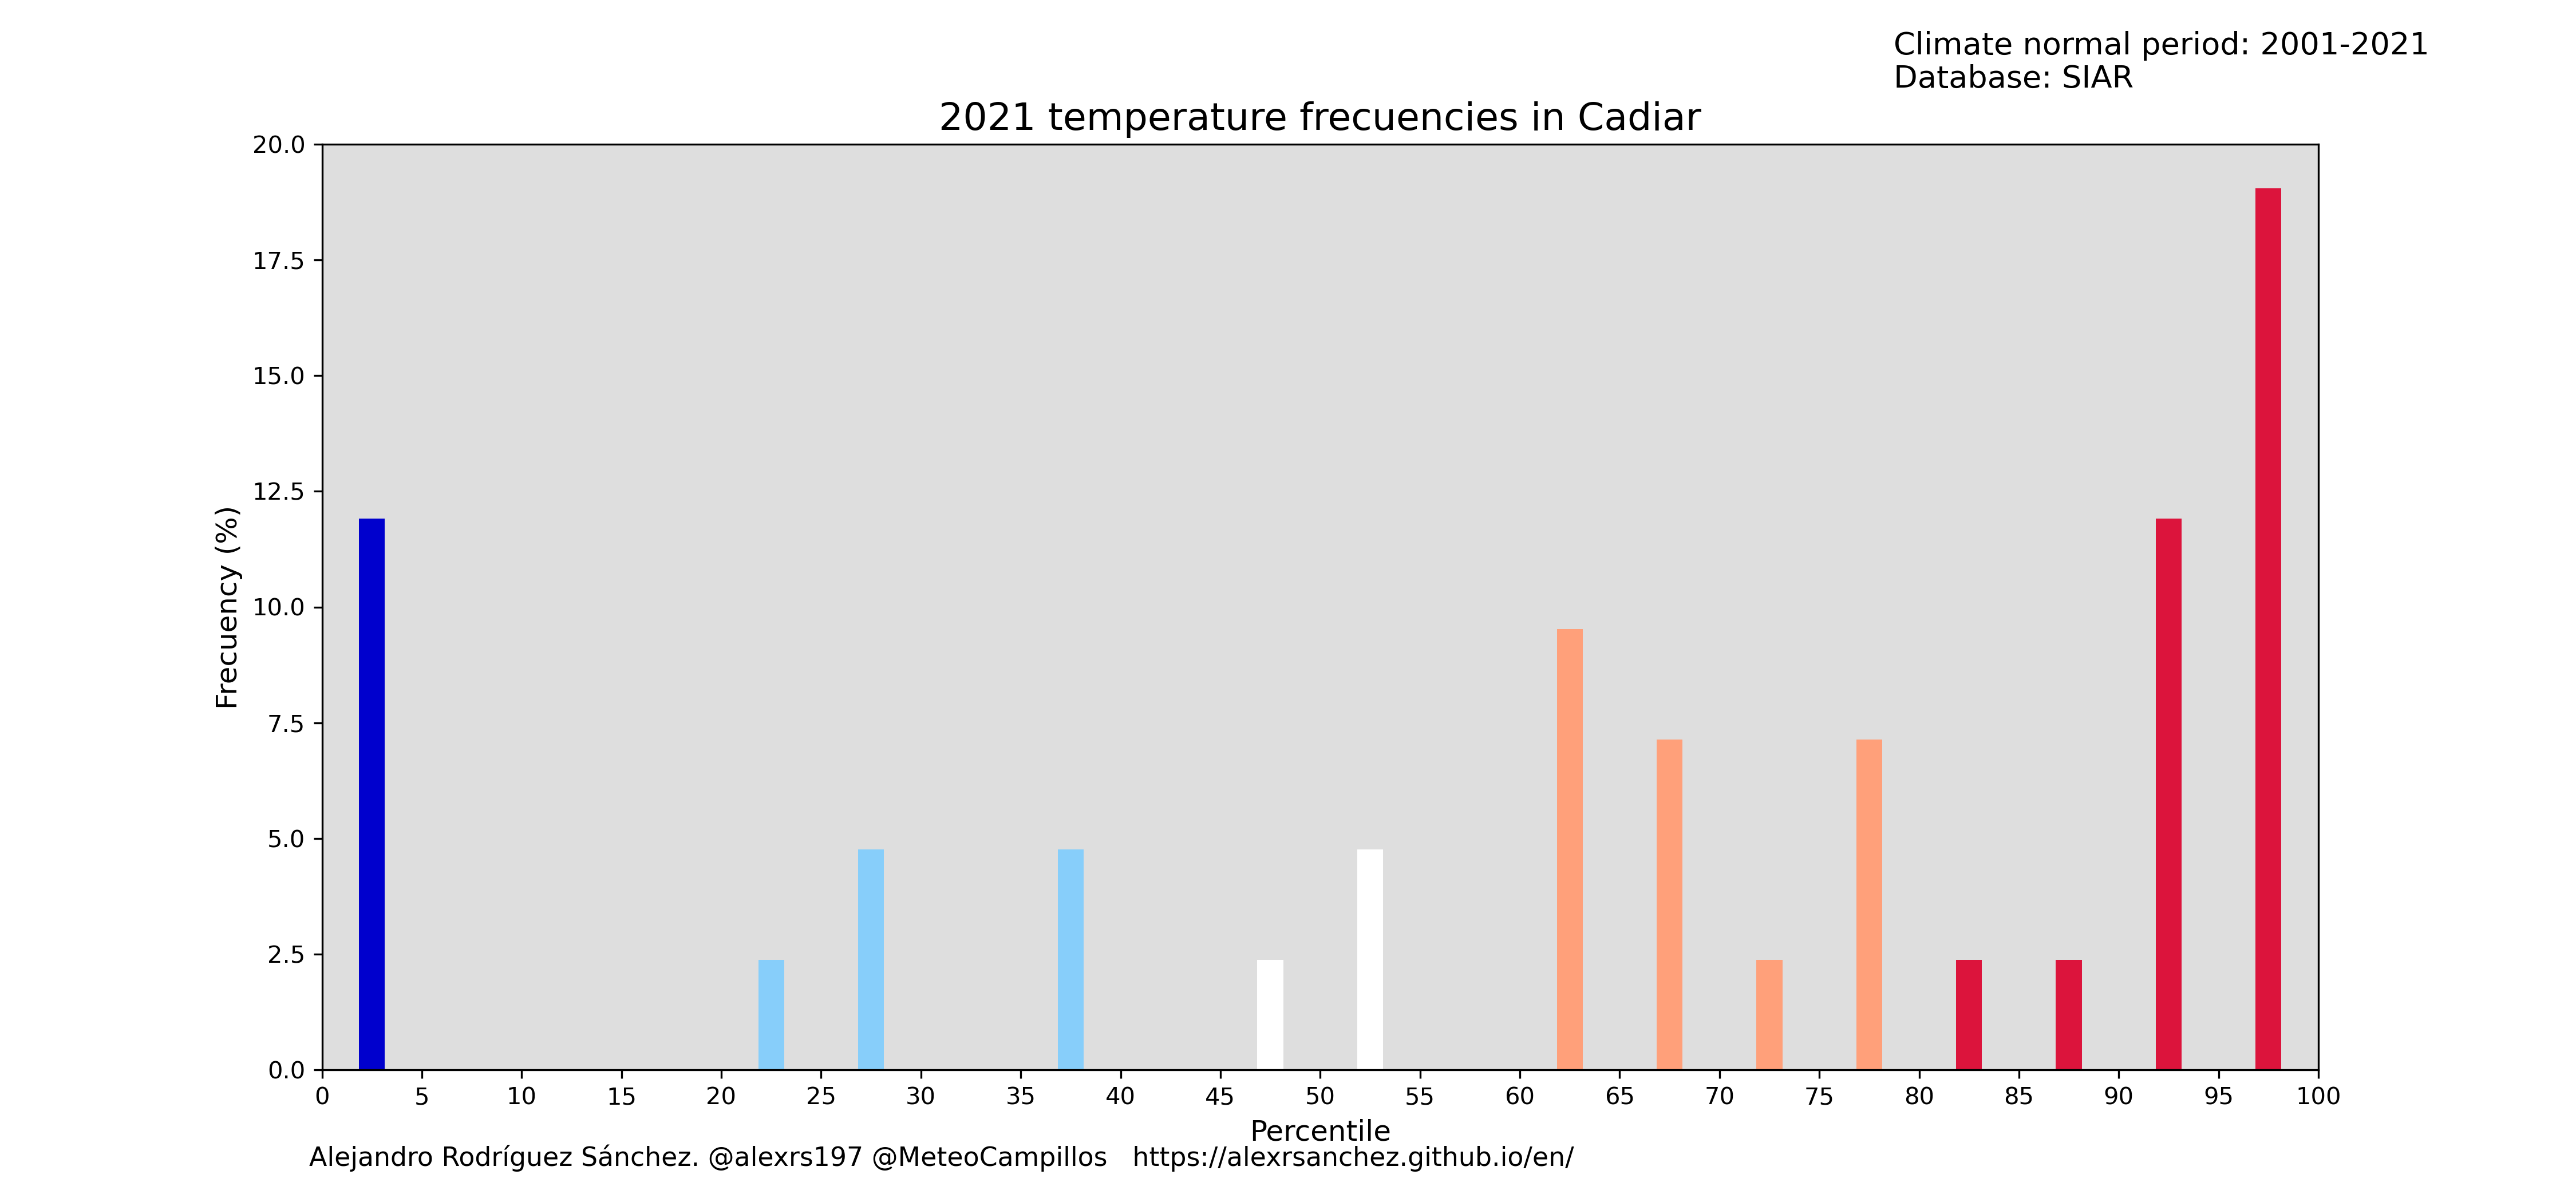 Climate normal period: 2001-2021
Database: SIAR
2021 temperature frecuencies in Cadiar
20.0
17.5
15.0
12.5
10.0
7.5
5.0
2.5
0.0
Frecuency (%)
0 5 10 15 20 25 30 35 40 45 50 55 60 65 70 75 80 85 90 95 100
Percentile
Alejandro Rodríguez Sánchez. @alexrs197 @MeteoCampillos https://alexrsanchez.github.io/en/